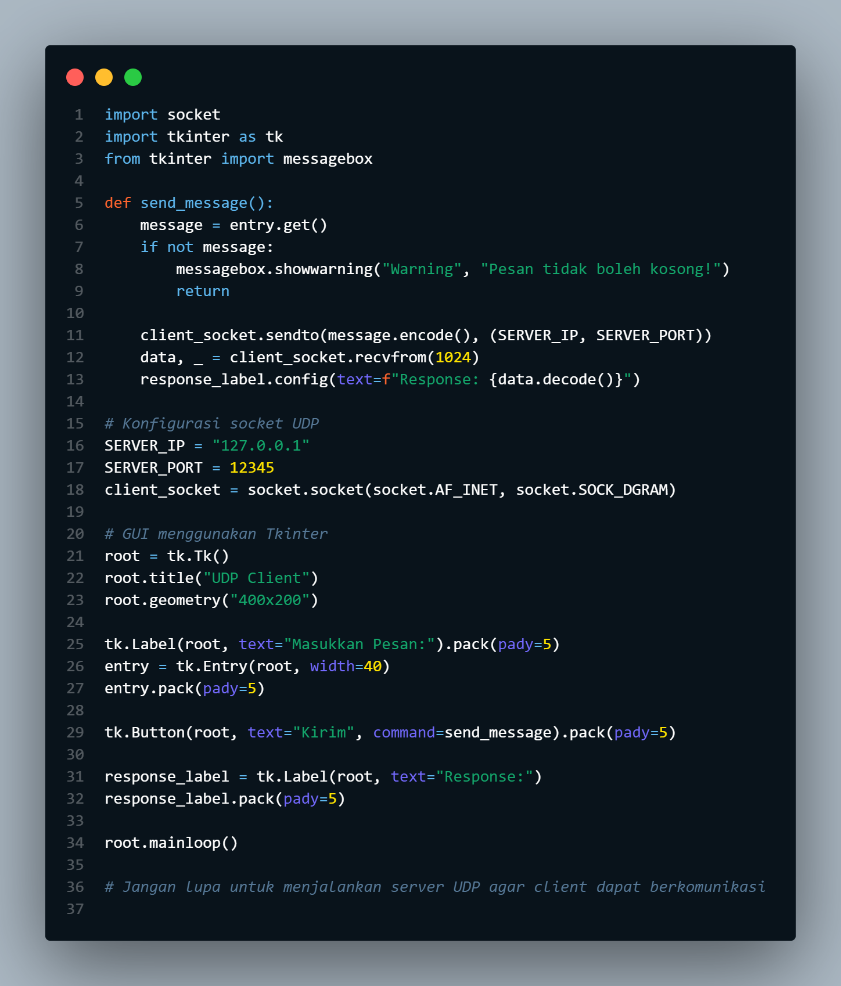 1 import socket
2 import tkinter as tk
3 from tkinter import messagebox
4
5 def send_message():
6     message = entry.get()
7     if not message:
8         messagebox.showwarning("Warning", "Pesan tidak boleh kosong!")
9         return
10
11     client_socket.sendto(message.encode(), (SERVER_IP, SERVER_PORT))
12     data, _ = client_socket.recvfrom(1024)
13     response_label.config(text=f"Response: {data.decode()}")
14
15 # Konfigurasi socket UDP
16 SERVER_IP = "127.0.0.1"
17 SERVER_PORT = 12345
18 client_socket = socket.socket(socket.AF_INET, socket.SOCK_DGRAM)
19
20 # GUI menggunakan Tkinter
21 root = tk.Tk()
22 root.title("UDP Client")
23 root.geometry("400x200")
24
25 tk.Label(root, text="Masukkan Pesan:").pack(pady=5)
26 entry = tk.Entry(root, width=40)
27 entry.pack(pady=5)
28
29 tk.Button(root, text="Kirim", command=send_message).pack(pady=5)
30
31 response_label = tk.Label(root, text="Response:")
32 response_label.pack(pady=5)
33
34 root.mainloop()
35
36 # Jangan lupa untuk menjalankan server UDP agar client dapat berkomunikasi
37